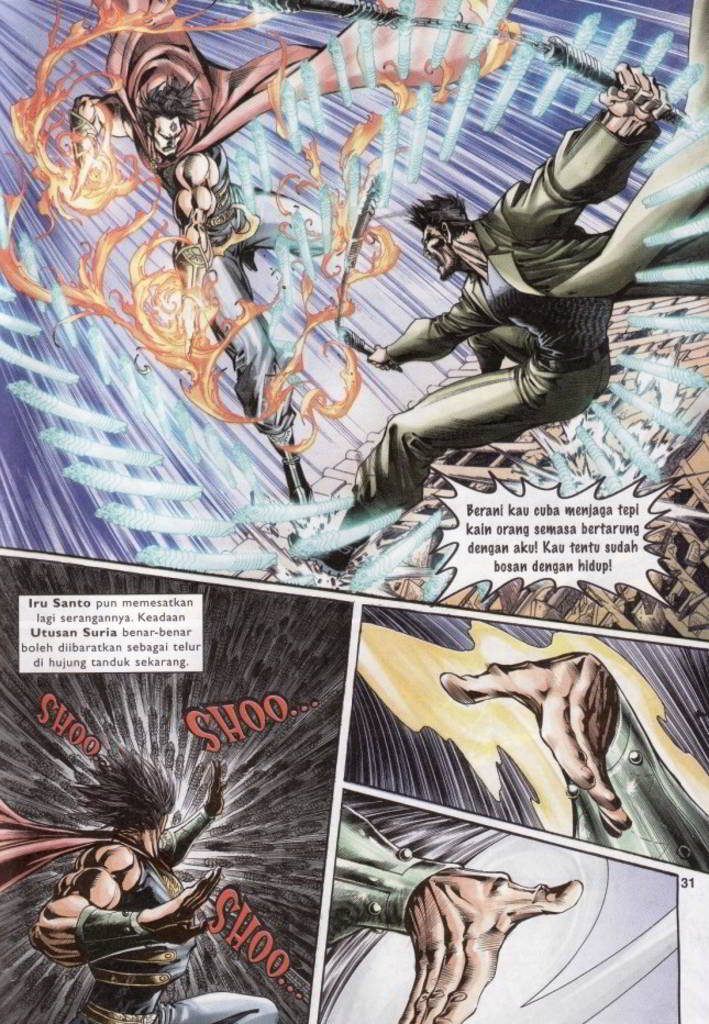 Berani kau cuba menjaga tepi
kain orang semasa bertarung
dengan aku! Kau tentu sudah
bosan dengan hidup!
Iru Santo pun memesatkan
lagi serangannya. Keadaan
Utusan Suria benar-benar
boleh diibaratkan sebagai telur
di hujung tanduk sekarang.
SHOO...
SHOO...
SHOO...
31